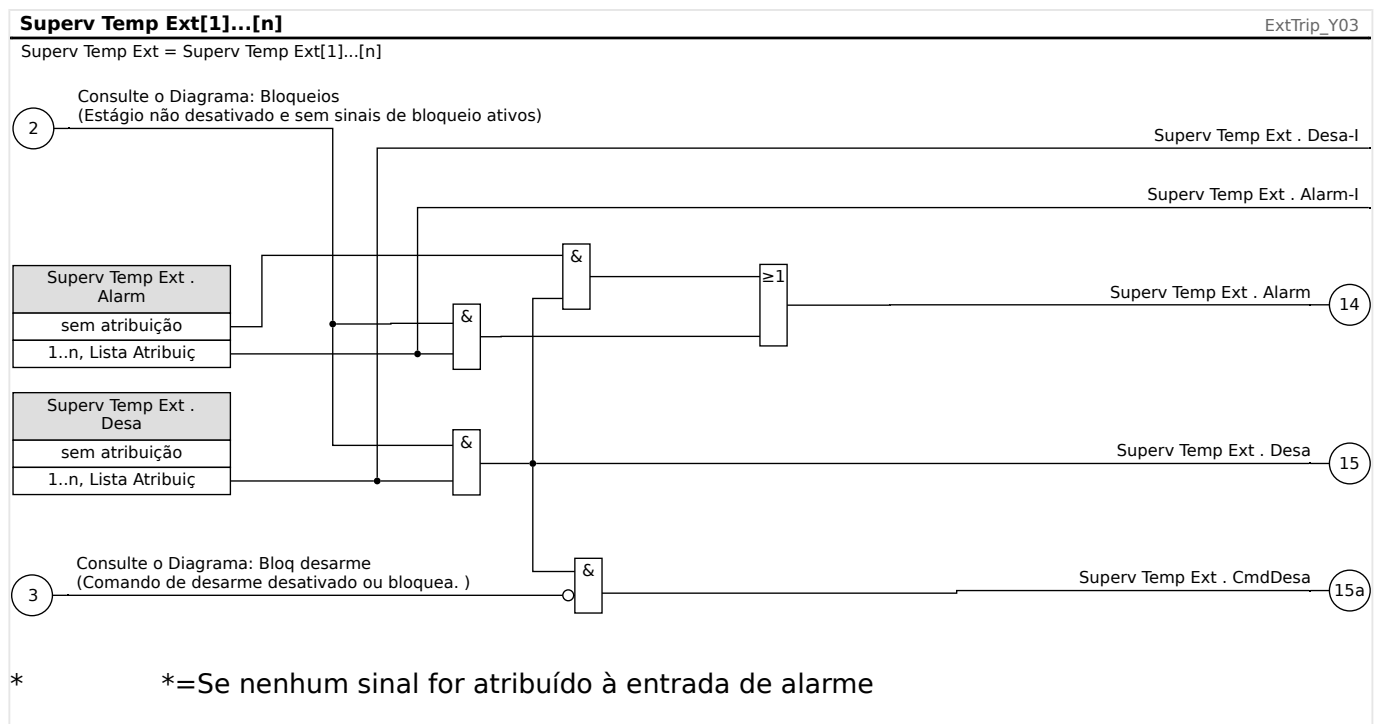 Superv Temp Ext[1]...[n]
ExtTrip_Y03
Superv Temp Ext = Superv Temp Ext[1]...[n]
Consulte o Diagrama: Bloqueios
(Estágio não desativado e sem sinais de bloqueio ativos)
2
Superv Temp Ext . Desa-I
Superv Temp Ext . Alarm-I
&
Superv Temp Ext .
Alarm
≥1
Superv Temp Ext . Alarm
14
sem atribuição
&
1..n, Lista Atribuiç
Superv Temp Ext .
Desa
&
sem atribuição
Superv Temp Ext . Desa
15
1..n, Lista Atribuiç
Consulte o Diagrama: Bloq desarme
(Comando de desarme desativado ou bloquea. )
3
&
Superv Temp Ext . CmdDesa
15a
* *=Se nenhum sinal for atribuído à entrada de alarme